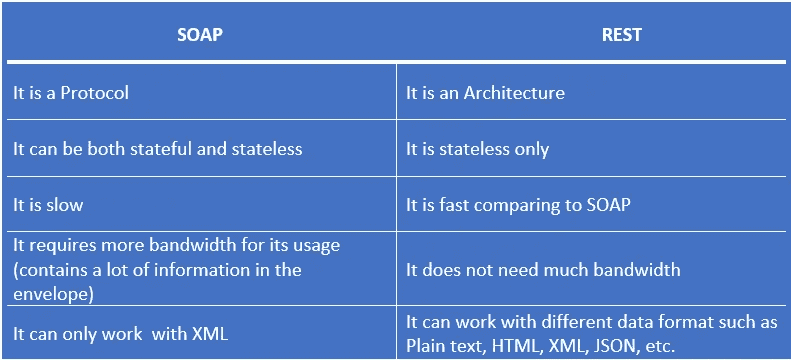 SOAP
REST
It is a Protocol
It is an Architecture
It can be both stateful and stateless
It is stateless only
It is slow
It is fast comparing to SOAP
It requires more bandwidth for its usage
(contains a lot of information in the
envelope)
It does not need much bandwidth
It can only work  with XML
It can work with different data format such as
Plain text, HTML, XML, JSON, etc.